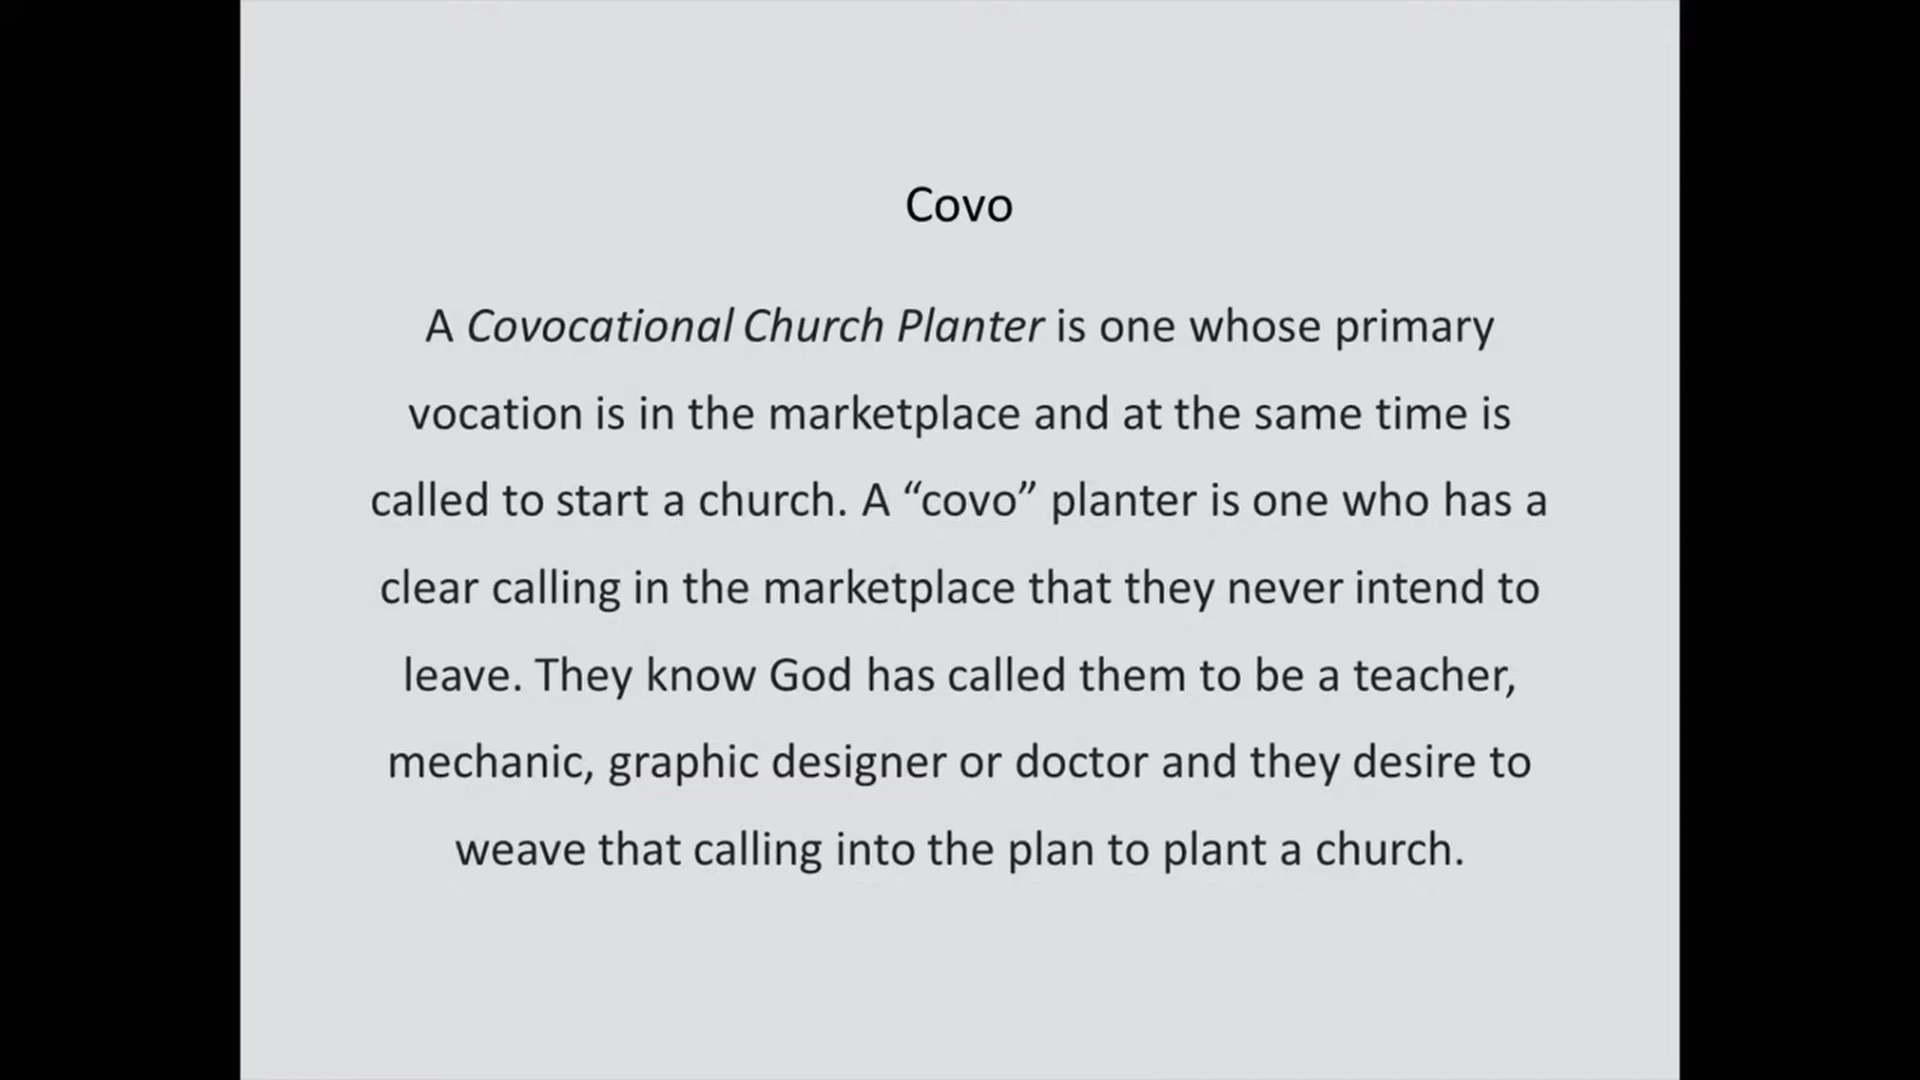 Covo
A Covocational Church Planter is one whose primary
vocation is in the marketplace and at the same time is
called to start a church. A “covo” planter is one who has a
clear calling in the marketplace that they never intend to
leave. They know God has called them to be a teacher,
mechanic, graphic designer or doctor and they desire to
weave that calling into the plan to plant a church.